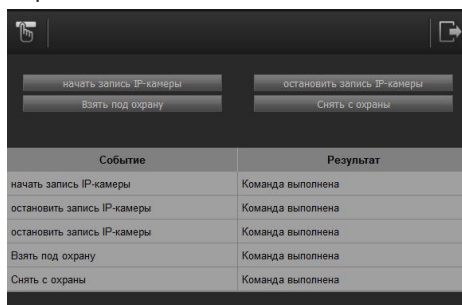 начать запись IP-камеры остановить запись IP-камеры
Взять под охрану Снять с охраны
Событие Результат
начать запись IP-камеры Команда выполнена
остановить запись IP-камеры Команда выполнена
остановить запись IP-камеры Команда выполнена
Взять под охрану Команда выполнена
Снять с охраны Команда выполнена